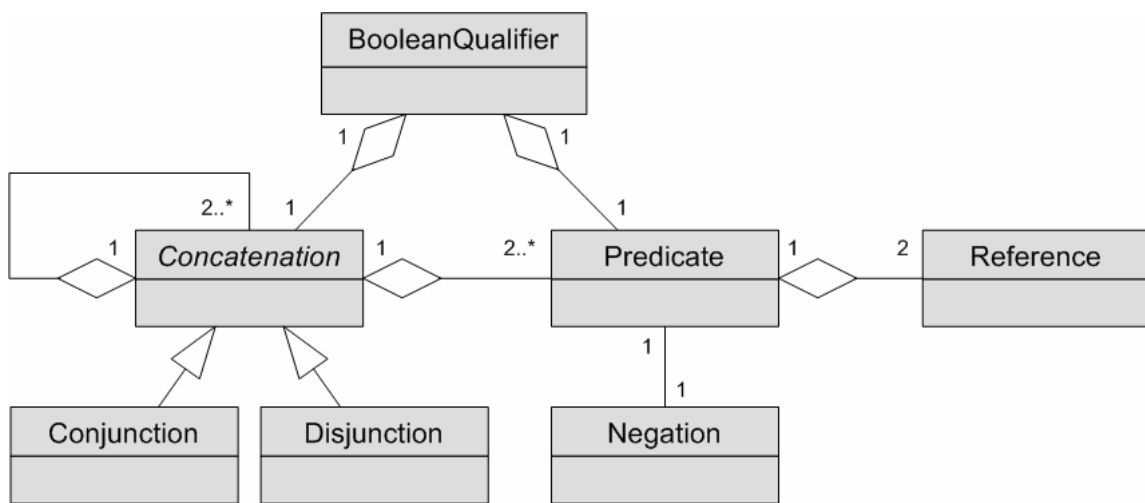 BooleanQualifier
1
1
2..*
1
1
1
Concatenation
1
2..*
Predicate
1
2
Reference
1
1
Conjunction
Disjunction
Negation